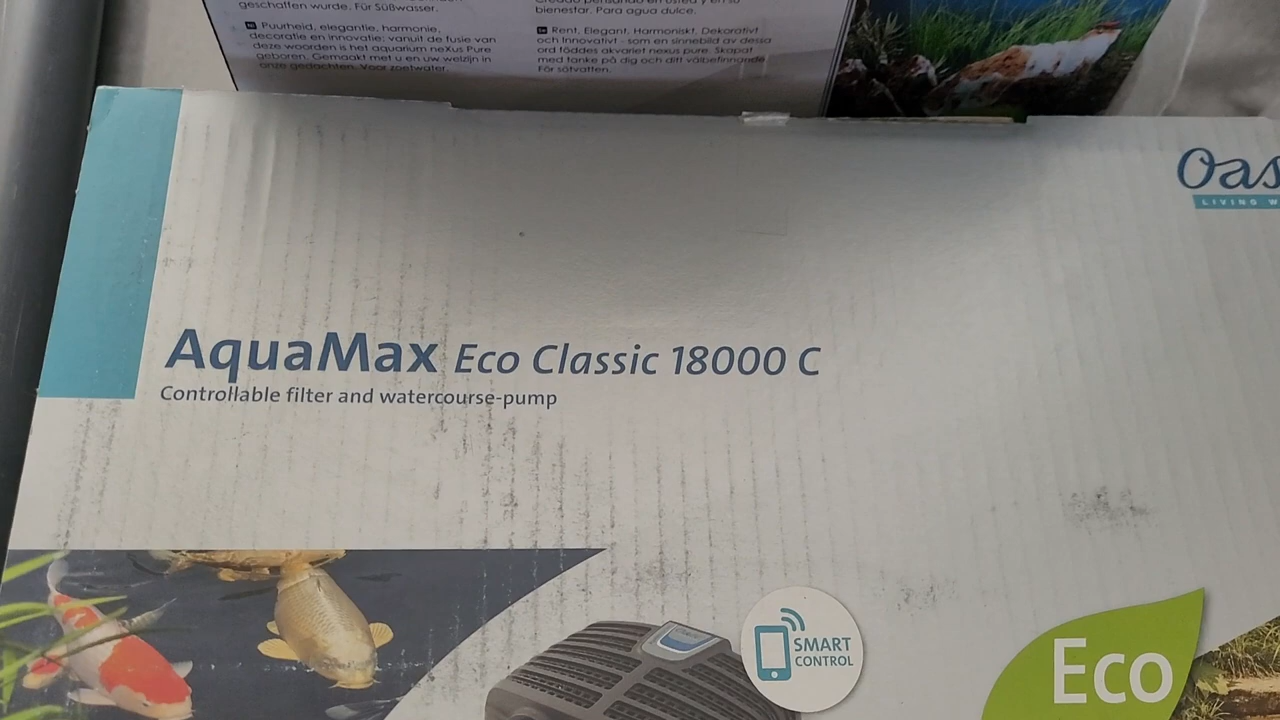 geschaffen wurde. Für Süßwasser.
Puurheid, elegantie, harmonie,
decoratie en innovatie: vanuit de fusie van
deze woorden is het aquarium neXus Pure
geboren. Gemaakt met u en uw welzijn in
onze gedachten. Voor zoetwater.
bienestar. Para agua dulce.
Rent, Elegant, Harmoniskt, Dekorativt
och Innovativt - som en sinnebild av dessa
ord föddes akvariet nexus pure. Skapat
med tanke på dig och ditt välbefinnande.
För sötvatten.
Oas
LIVING W
AquaMax Eco Classic 18000 C
Controllable filter and watercourse-pump
SMART
CONTROL
Eco